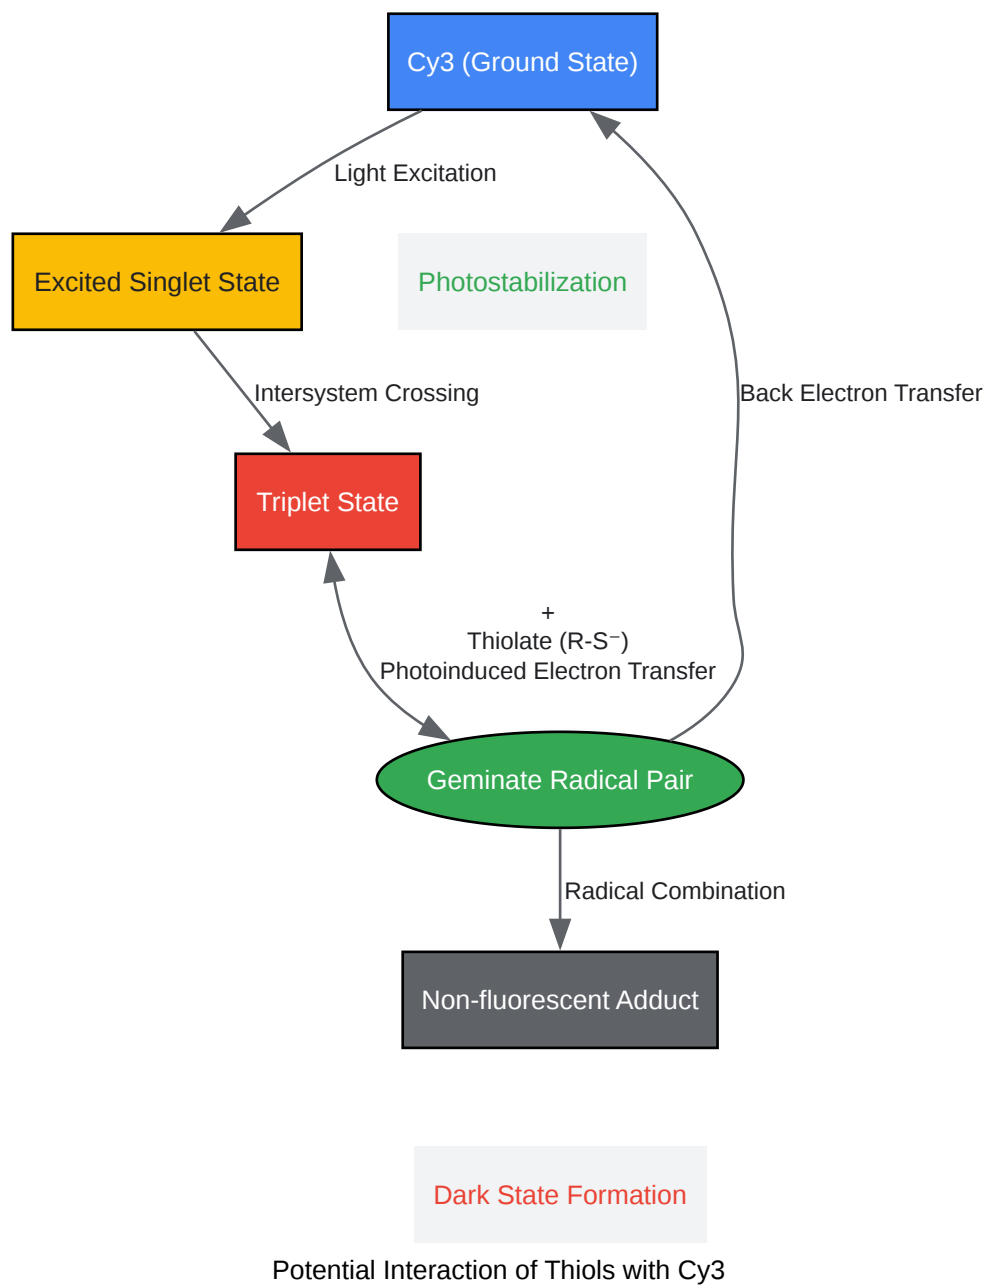 Cy3 (Ground State)
Light Excitation
Excited Singlet State
Photostabilization
Intersystem Crossing
Back Electron Transfer
Triplet State
+
Thiolate (R-S⁻)
Photoinduced Electron Transfer
Geminate Radical Pair
Radical Combination
Non-fluorescent Adduct
Dark State Formation
Potential Interaction of Thiols with Cy3